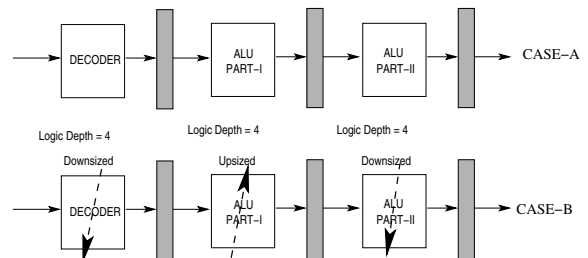 DECODER
ALU
PART-I
ALU
PART-II
CASE-A
Logic Depth = 4
Logic Depth = 4
Logic Depth = 4
Downsized
Upsized
Downsized
DECODER
ALU
PART-I
ALU
PART-II
CASE-B